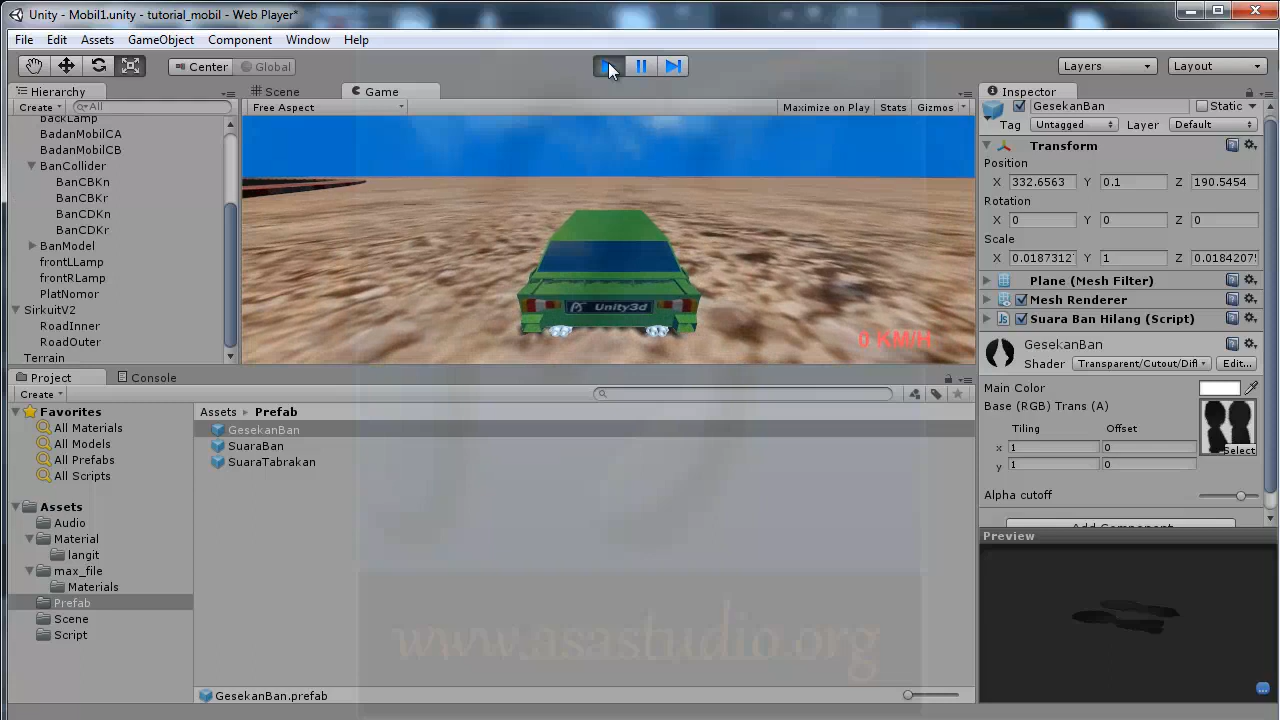 Unity - Mobil1.unity - tutorial_mobil - Web Player*
File Edit Assets GameObject Component Window Help
Center Global Layers Layout
Hierarchy
Create All
backLamp
BadanMobilCA
BadanMobilCB
BanCollider
BanCBKn
BanCBKr
BanCDKn
BanCDKr
BanModel
frontLLamp
frontRLamp
PlatNomor
SirkuitV2
RoadInner
RoadOuter
Terrain
Scene Game
Free Aspect Maximize on Play Stats Gizmos
Unity3d
0 KM/H
Project Console
Create
Favorites
All Materials
All Models
All Prefabs
All Scripts
Assets
Audio
Material
langit
max_file
Materials
Prefab
Scene
Script
Assets Prefab
GesekanBan
SuaraBan
SuaraTabrakan
www.asastudio.org
GesekanBan.prefab
Inspector
GesekanBan Static
Tag Untagged Layer Default
Transform
Position
X 332.6563 Y 0.1 Z 190.5454
Rotation
X 0 Y 0 Z 0
Scale
X 0.0187312 Y 1 Z 0.0184275
Plane (Mesh Filter)
Mesh Renderer
Suara Ban Hilang (Script)
GesekanBan
Shader Transparent/Cutout/Diff Edit...
Main Color
Base (RGB) Trans (A)
Tiling Offset
x 1 0
y 1 0
Select
Alpha cutoff
Add Component
Preview